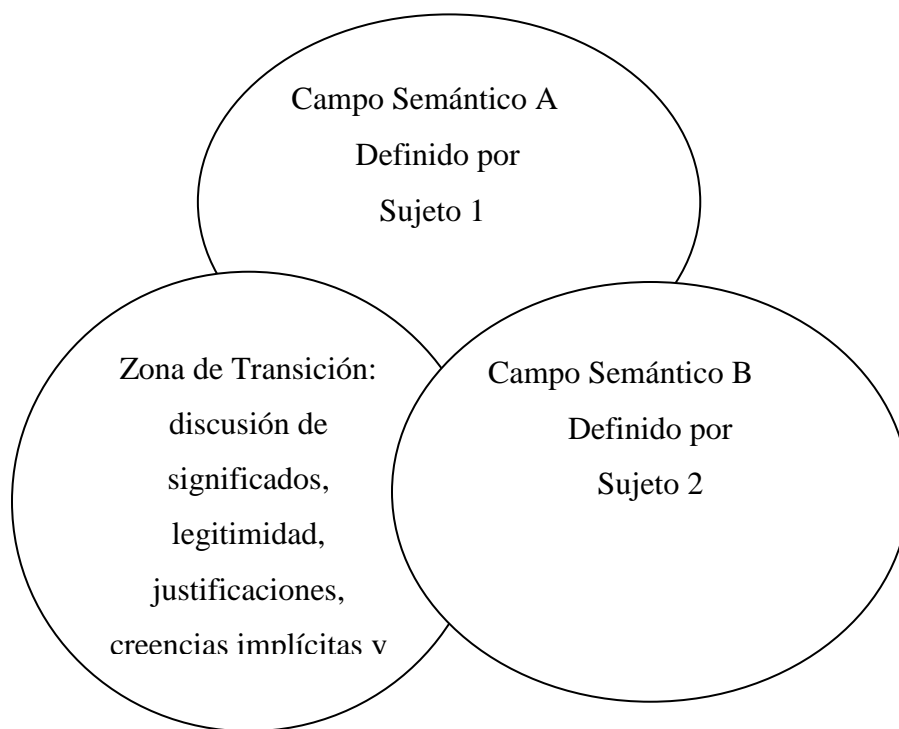 Campo Semántico A
Definido por
Sujeto 1
Zona de Transición:
discusión de
significados,
legitimidad,
justificaciones,
creencias implícitas y
Campo Semántico B
Definido por
Sujeto 2